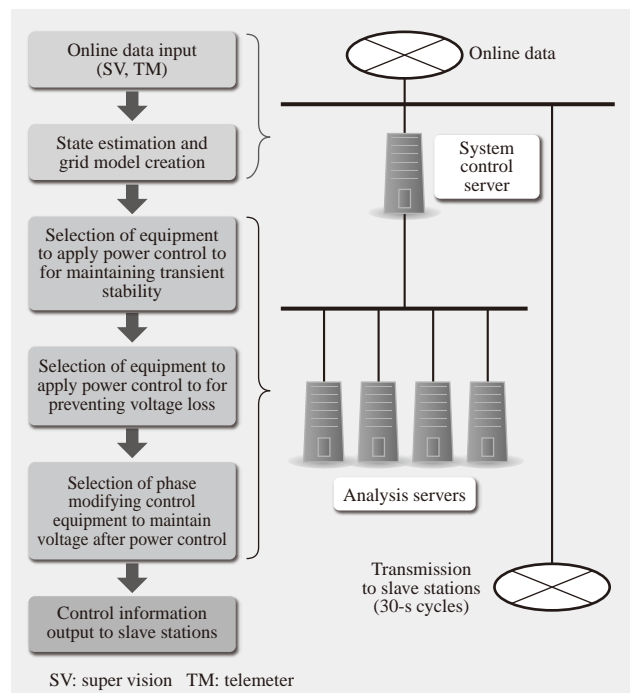 Online data input
(SV, TM)
State estimation and
grid model creation
Selection of equipment
to apply power control to
for maintaining transient
stability
Selection of equipment to
apply power control to for
preventing voltage loss
Selection of phase
modifying control
equipment to maintain
voltage after power control
Control information
output to slave stations
Online data
System
control
server
Analysis servers
Transmission
to slave stations
(30-s cycles)
SV: super vision TM: telemeter